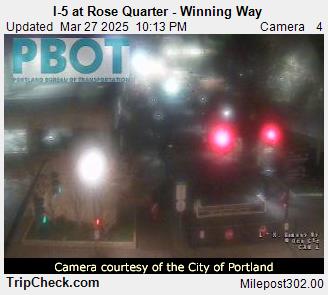 I-5 at Rose Quarter - Winning Way
Updated Mar 27 2025 10:13 PM Camera 4
PBOT
PORTLAND BUREAU OF TRANSPORTATION
Camera courtesy of the City of Portland
TripCheck.com Milepost302.00